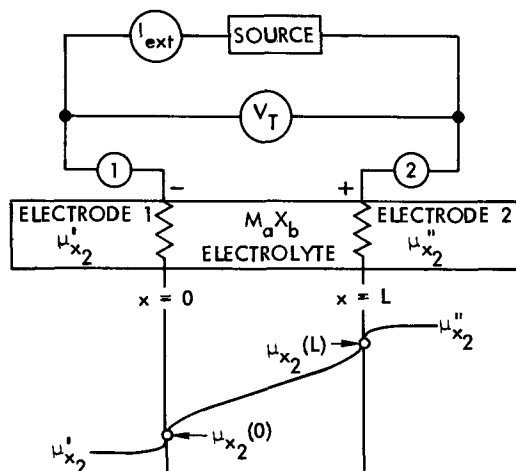 I_ext SOURCE
V_T
1 2
- +
ELECTRODE 1 M_aX_b ELECTRODE 2
μ'_x₂ ELECTROLYTE μ''_x₂
x = 0 x = L
μ_x₂(L) μ''_x₂
μ'_x₂ μ_x₂(0)